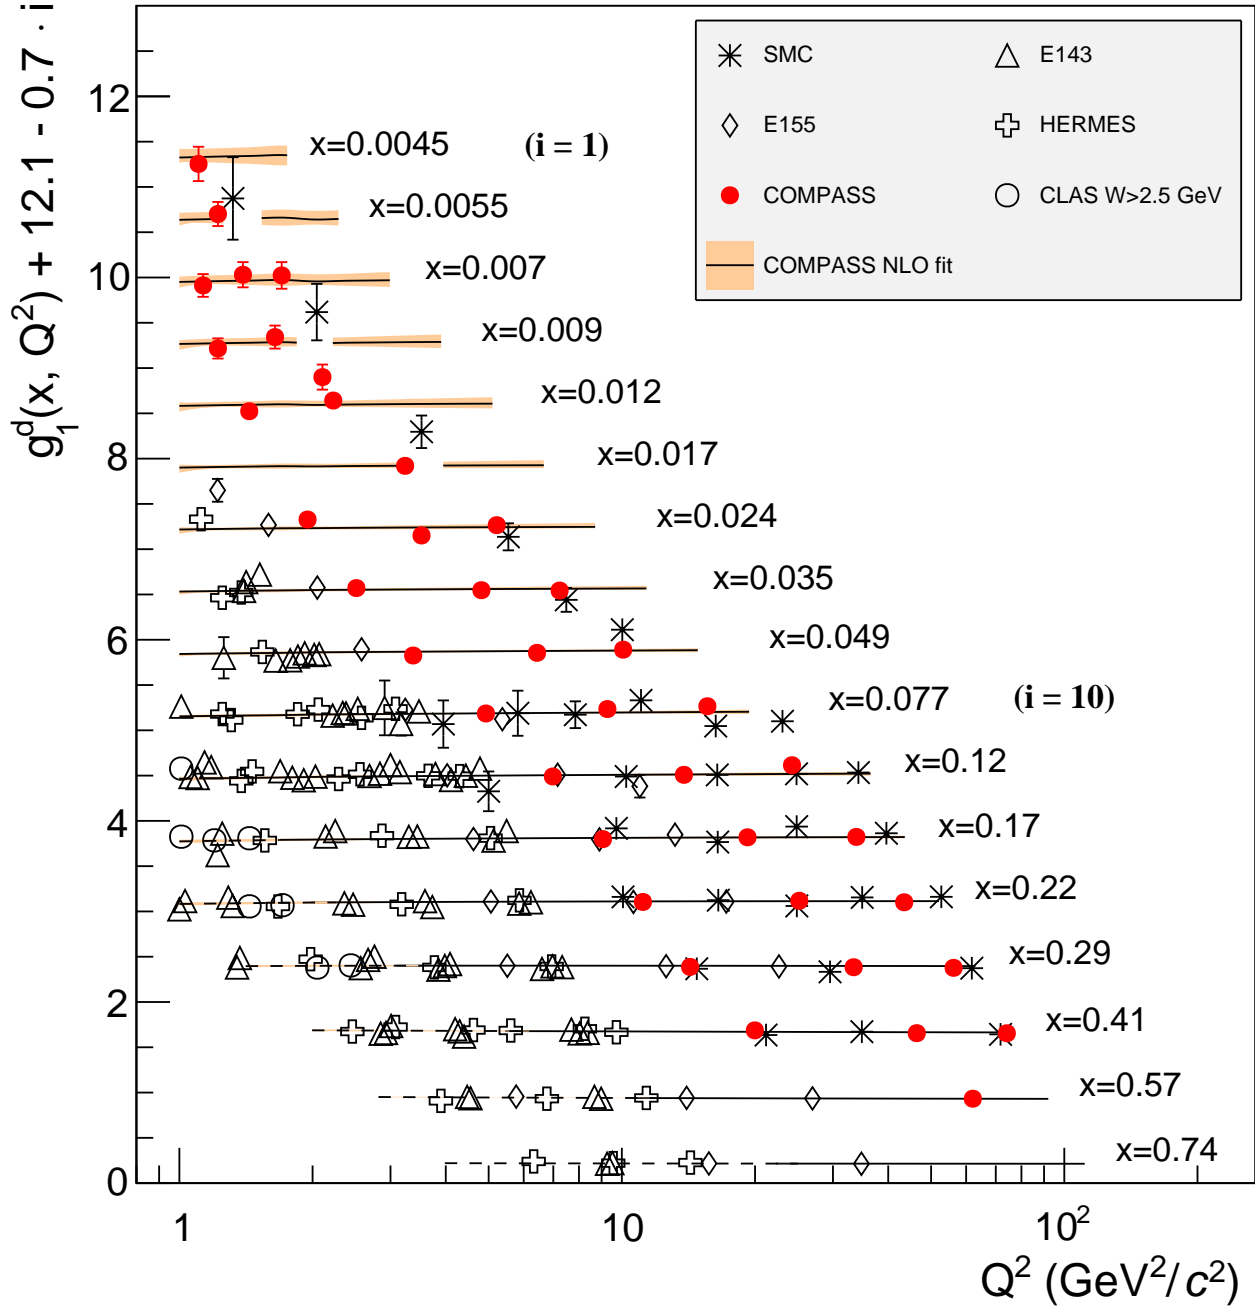 g₁ᵈ(x, Q²) + 12.1 - 0.7 · i
SMC
E143
E155
HERMES
COMPASS
CLAS W>2.5 GeV
COMPASS NLO fit
12
10
8
6
4
2
0
x=0.0045 (i = 1)
x=0.0055
x=0.007
x=0.009
x=0.012
x=0.017
x=0.024
x=0.035
x=0.049
x=0.077 (i = 10)
x=0.12
x=0.17
x=0.22
x=0.29
x=0.41
x=0.57
x=0.74
1 10 10²
Q² (GeV²/c²)